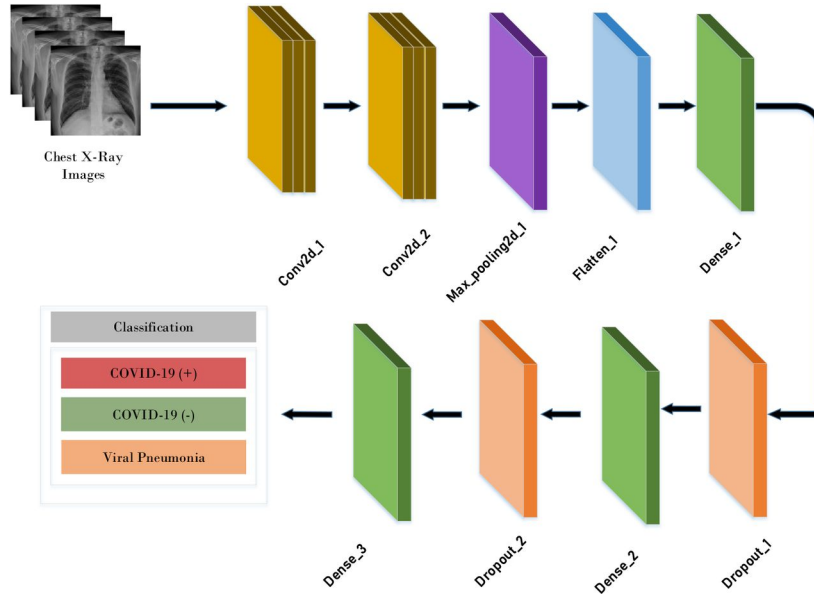 Chest X-Ray
Images
Conv2d_1
Conv2d_2
Max_pooling2d_1
Flatten_1
Dense_1
Classification
COVID-19 (+)
COVID-19 (-)
Viral Pneumonia
Dense_3
Dropout_2
Dense_2
Dropout_1